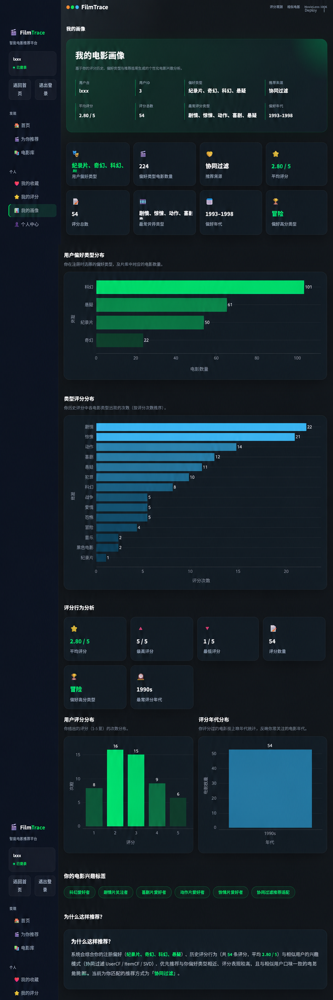 FilmTrace
智能电影推荐平台
lxxx
已登录
返回首页
退出登录
发现
首页
为你推荐
电影库
个人
我的收藏
我的评分
我的画像
个人中心
FilmTrace
评分预测 相似电影 MovieLens 100K
Deploy
我的画像
我的电影画像
基于你的评分历史、偏好类型与推荐结果生成的个性化电影兴趣分析。
用户名 用户ID 偏好类型 推荐来源
lxxx 3 纪录片、奇幻、科幻、悬疑 协同过滤
平均评分 评分总数 最常评分类型 偏好年代
2.80 / 5 54 剧情、惊悚、动作、喜剧、悬疑 1993–1998
纪录片、奇幻、科幻、
用户偏好类型
224
偏好类型电影数量
协同过滤
推荐来源
2.80 / 5
平均评分
54
评分总数
剧情、惊悚、动作、喜剧
最常评分类型
1993–1998
偏好年代
冒险
偏好高分类型
用户偏好类型分布
你在注册时选择的偏好类型，及片库中对应的电影数量。
类型
科幻 101
悬疑 61
纪录片 50
奇幻 22
0 20 40 60 80 100
电影数量
类型评分分布
你历史评分中各电影类型出现的次数（按评分次数排序）。
类型
剧情 22
惊悚 21
动作 14
喜剧 12
悬疑 11
犯罪 10
科幻 8
战争 5
爱情 5
恐怖 5
冒险 4
音乐 2
黑色电影 2
纪录片 1
0 5 10 15 20
评分次数
评分行为分析
2.80 / 5
平均评分
5 / 5
最高评分
1 / 5
最低评分
54
评分数量
冒险
偏好高分类型
1990s
最常评分年代
用户评分分布
你给出的评分（1-5 星）的次数分布。
次数
15
10
5
0
8 16 15 9 6
1 2 3 4 5
评分
评分年代分布
你评分过的电影按上映年代统计，反映你常关注的电影年代。
电影数量
50
40
30
20
10
0
54
1990s
年代
FilmTrace
智能电影推荐平台
lxxx
已登录
返回首页
退出登录
发现
首页
为你推荐
电影库
个人
我的收藏
我的评分
你的电影兴趣标签
科幻爱好者 剧情片关注者 喜剧片爱好者 动作片爱好者 惊悚片爱好者 协同过滤推荐适配
为什么这样推荐？
为什么这样推荐？
系统会综合你的注册偏好（纪录片、奇幻、科幻、悬疑）、历史评分行为（共 54 条评分，平均 2.80 / 5）与相似用户的兴趣
模式（协同过滤 UserCF / ItemCF / SVD），优先推荐与你偏好类型相近、评分表现较高、且与相似用户口味一致的电影
当前为你匹配的推荐方式为「协同过滤」。